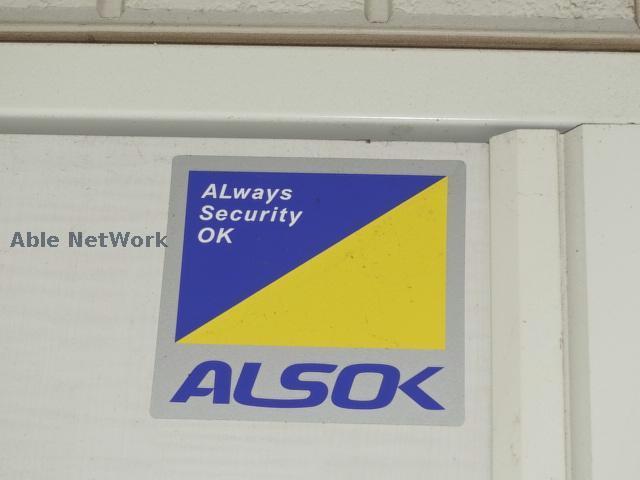 ALways
Security
OK
Able NetWork
ALSOK